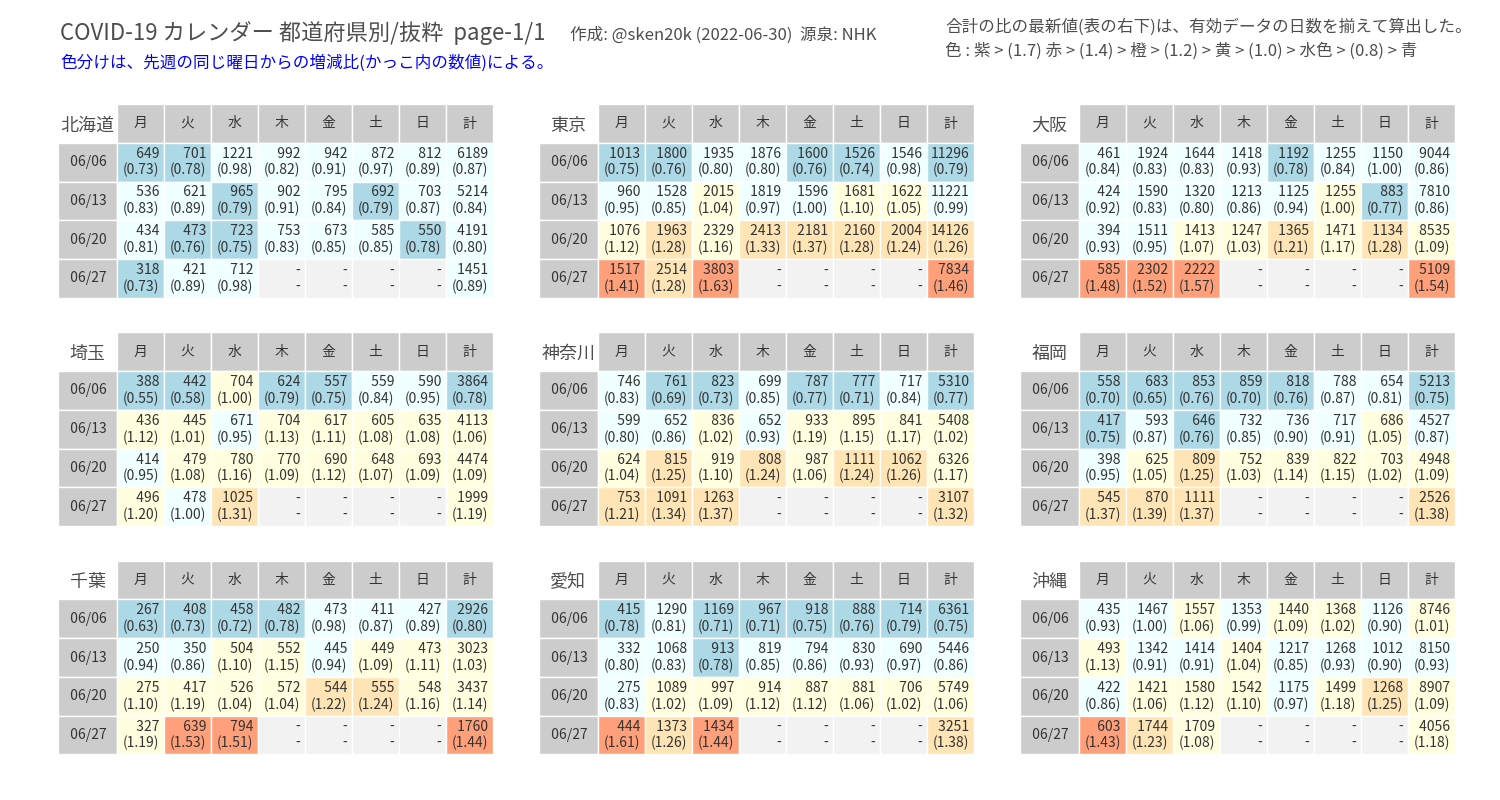 COVID-19 カレンダー 都道府県別/抜粋 page-1/1 作成: @sken20k (2022-06-30) 源泉: NHK
合計の比の最新値(表の右下)は、有効データの日数を揃えて算出した。
色分けは、先週の同じ曜日からの増減比(かっこ内の数値)による。
色 : 紫 > (1.7) 赤 > (1.4) > 橙 > (1.2) > 黄 > (1.0) > 水色 > (0.8) > 青
北海道 月 火 水 木 金 土 日 計
06/06 649 701 1221 992 942 872 812 6189
(0.73) (0.78) (0.98) (0.82) (0.91) (0.97) (0.89) (0.87)
06/13 536 621 965 902 795 692 703 5214
(0.83) (0.89) (0.79) (0.91) (0.84) (0.79) (0.87) (0.84)
06/20 434 473 723 753 673 585 550 4191
(0.81) (0.76) (0.75) (0.83) (0.85) (0.85) (0.78) (0.80)
06/27 318 421 712 - - - - 1451
(0.73) (0.89) (0.98) - - - - (0.89)
東京 月 火 水 木 金 土 日 計
06/06 1013 1800 1935 1876 1600 1526 1546 11296
(0.75) (0.76) (0.80) (0.80) (0.76) (0.74) (0.98) (0.79)
06/13 960 1528 2015 1819 1596 1681 1622 11221
(0.95) (0.85) (1.04) (0.97) (1.00) (1.10) (1.05) (0.99)
06/20 1076 1963 2329 2413 2181 2160 2004 14126
(1.12) (1.28) (1.16) (1.33) (1.37) (1.28) (1.24) (1.26)
06/27 1517 2514 3803 - - - - 7834
(1.41) (1.28) (1.63) - - - - (1.46)
大阪 月 火 水 木 金 土 日 計
06/06 461 1924 1644 1418 1192 1255 1150 9044
(0.84) (0.83) (0.83) (0.93) (0.78) (0.84) (1.00) (0.86)
06/13 424 1590 1320 1213 1125 1255 883 7810
(0.92) (0.83) (0.80) (0.86) (0.94) (1.00) (0.77) (0.86)
06/20 394 1511 1413 1247 1365 1471 1134 8535
(0.93) (0.95) (1.07) (1.03) (1.21) (1.17) (1.28) (1.09)
06/27 585 2302 2222 - - - - 5109
(1.48) (1.52) (1.57) - - - - (1.54)
埼玉 月 火 水 木 金 土 日 計
06/06 388 442 704 624 557 559 590 3864
(0.55) (0.58) (1.00) (0.79) (0.75) (0.84) (0.95) (0.78)
06/13 436 445 671 704 617 605 635 4113
(1.12) (1.01) (0.95) (1.13) (1.11) (1.08) (1.08) (1.06)
06/20 414 479 780 770 690 648 693 4474
(0.95) (1.08) (1.16) (1.09) (1.12) (1.07) (1.09) (1.09)
06/27 496 478 1025 - - - - 1999
(1.20) (1.00) (1.31) - - - - (1.19)
神奈川 月 火 水 木 金 土 日 計
06/06 746 761 823 699 787 777 717 5310
(0.83) (0.69) (0.73) (0.85) (0.77) (0.71) (0.84) (0.77)
06/13 599 652 836 652 933 895 841 5408
(0.80) (0.86) (1.02) (0.93) (1.19) (1.15) (1.17) (1.02)
06/20 624 815 919 808 987 1111 1062 6326
(1.04) (1.25) (1.10) (1.24) (1.06) (1.24) (1.26) (1.17)
06/27 753 1091 1263 - - - - 3107
(1.21) (1.34) (1.37) - - - - (1.32)
福岡 月 火 水 木 金 土 日 計
06/06 558 683 853 859 818 788 654 5213
(0.70) (0.65) (0.76) (0.70) (0.76) (0.87) (0.81) (0.75)
06/13 417 593 646 732 736 717 686 4527
(0.75) (0.87) (0.76) (0.85) (0.90) (0.91) (1.05) (0.87)
06/20 398 625 809 752 839 822 703 4948
(0.95) (1.05) (1.25) (1.03) (1.14) (1.15) (1.02) (1.09)
06/27 545 870 1111 - - - - 2526
(1.37) (1.39) (1.37) - - - - (1.38)
千葉 月 火 水 木 金 土 日 計
06/06 267 408 458 482 473 411 427 2926
(0.63) (0.73) (0.72) (0.78) (0.98) (0.87) (0.89) (0.80)
06/13 250 350 504 552 445 449 473 3023
(0.94) (0.86) (1.10) (1.15) (0.94) (1.09) (1.11) (1.03)
06/20 275 417 526 572 544 555 548 3437
(1.10) (1.19) (1.04) (1.04) (1.22) (1.24) (1.16) (1.14)
06/27 327 639 794 - - - - 1760
(1.19) (1.53) (1.51) - - - - (1.44)
愛知 月 火 水 木 金 土 日 計
06/06 415 1290 1169 967 918 888 714 6361
(0.78) (0.81) (0.71) (0.71) (0.75) (0.76) (0.79) (0.75)
06/13 332 1068 913 819 794 830 690 5446
(0.80) (0.83) (0.78) (0.85) (0.86) (0.93) (0.97) (0.86)
06/20 275 1089 997 914 887 881 706 5749
(0.83) (1.02) (1.09) (1.12) (1.12) (1.06) (1.02) (1.06)
06/27 444 1373 1434 - - - - 3251
(1.61) (1.26) (1.44) - - - - (1.38)
沖縄 月 火 水 木 金 土 日 計
06/06 435 1467 1557 1353 1440 1368 1126 8746
(0.93) (1.00) (1.06) (0.99) (1.09) (1.02) (0.90) (1.01)
06/13 493 1342 1414 1404 1217 1268 1012 8150
(1.13) (0.91) (0.91) (1.04) (0.85) (0.93) (0.90) (0.93)
06/20 422 1421 1580 1542 1175 1499 1268 8907
(0.86) (1.06) (1.12) (1.10) (0.97) (1.18) (1.25) (1.09)
06/27 603 1744 1709 - - - - 4056
(1.43) (1.23) (1.08) - - - - (1.18)